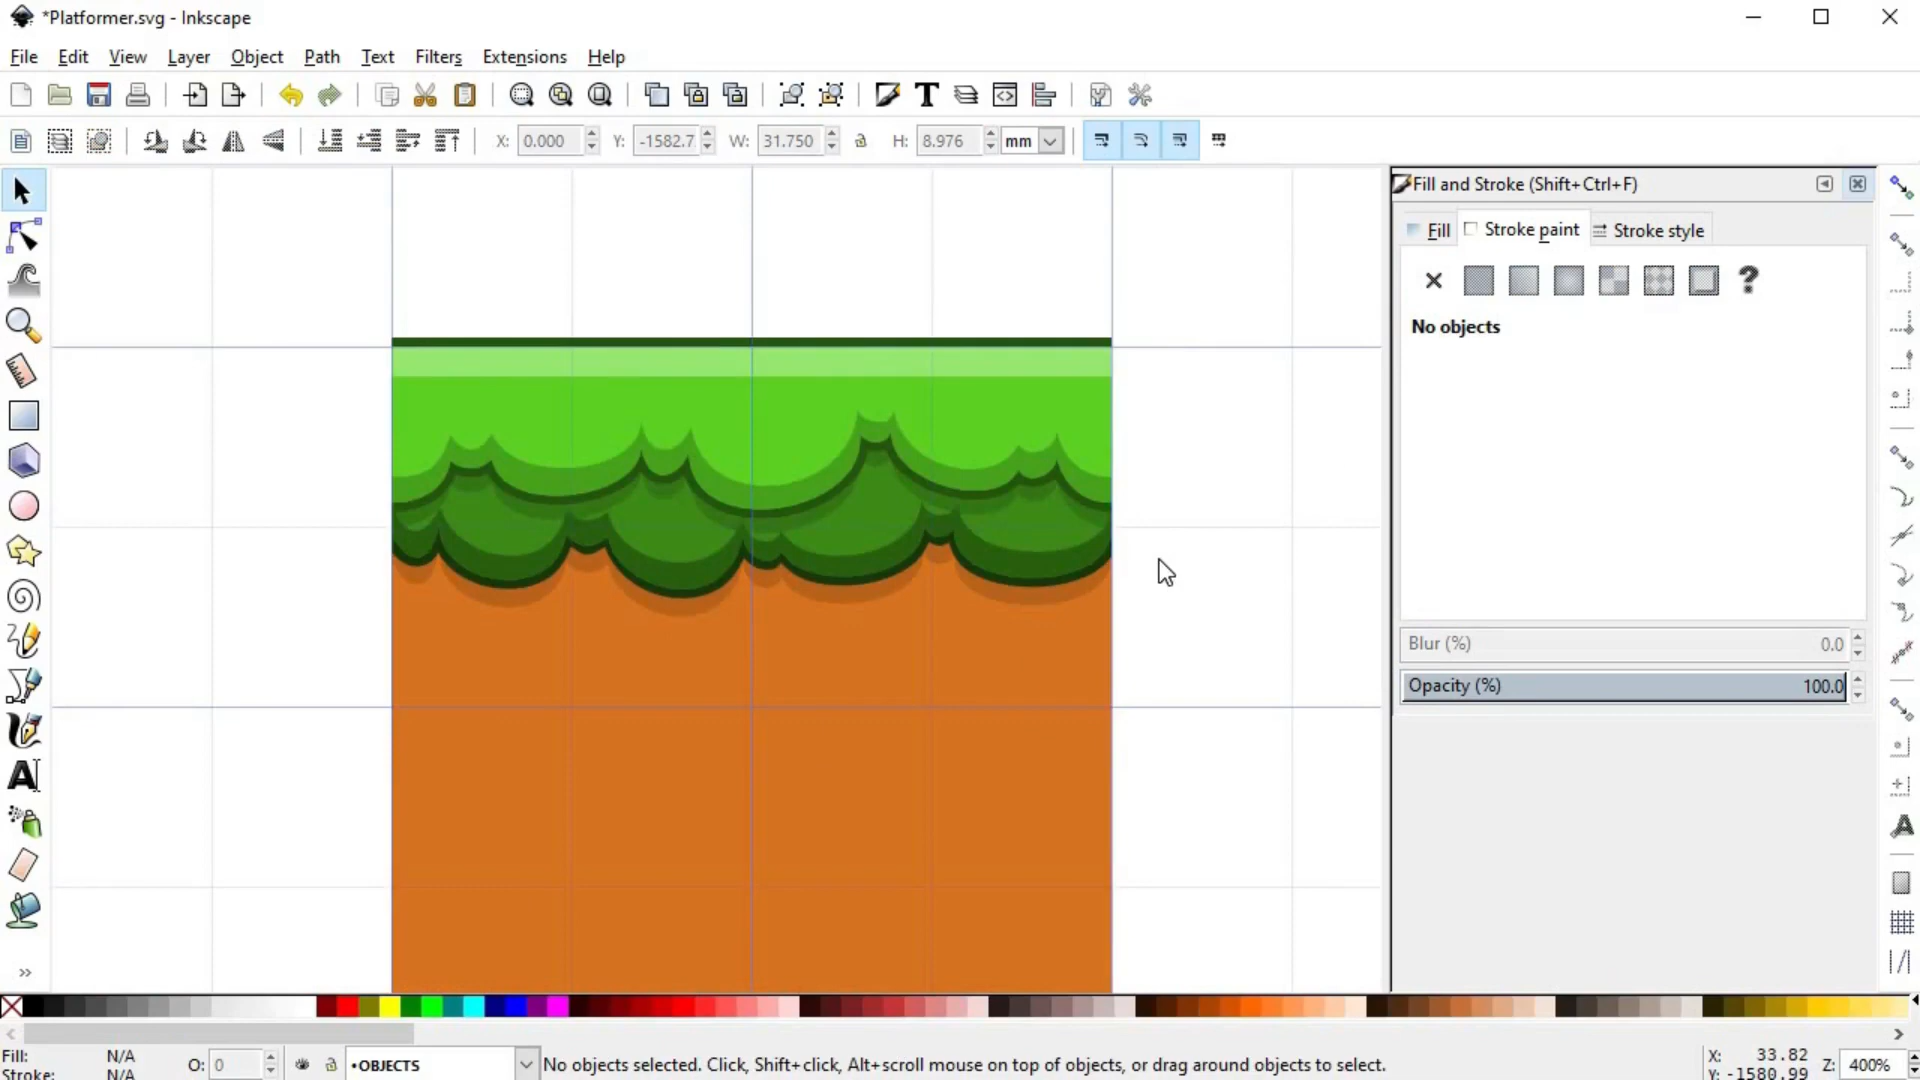 *Platformer.svg - Inkscape
File Edit View Layer Object Path Text Filters Extensions Help
X: 0.000 Y: -1582.7 W: 31.750 H: 8.976 mm
Fill and Stroke (Shift+Ctrl+F)
Fill Stroke paint Stroke style
No objects
Blur (%) 0.0
Opacity (%) 100.0
Fill: N/A
Stroke: N/A
O: 0
•OBJECTS
No objects selected. Click, Shift+click, Alt+scroll mouse on top of objects, or drag around objects to select.
X: 33.82
Y: -1580.99
Z: 400%